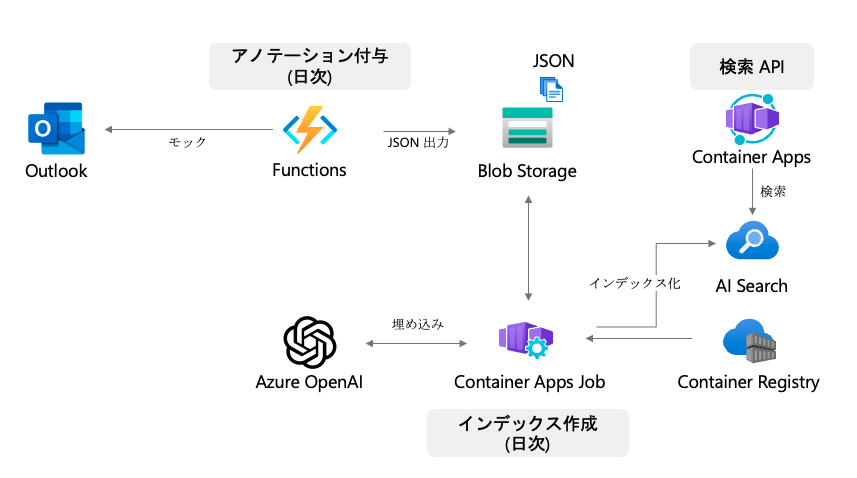 アノテーション付与
(日次)
JSON
検索 API
Outlook
モック
Functions
JSON 出力
Blob Storage
Container Apps
検索
インデックス化
AI Search
埋め込み
Azure OpenAI
Container Apps Job
Container Registry
インデックス作成
(日次)